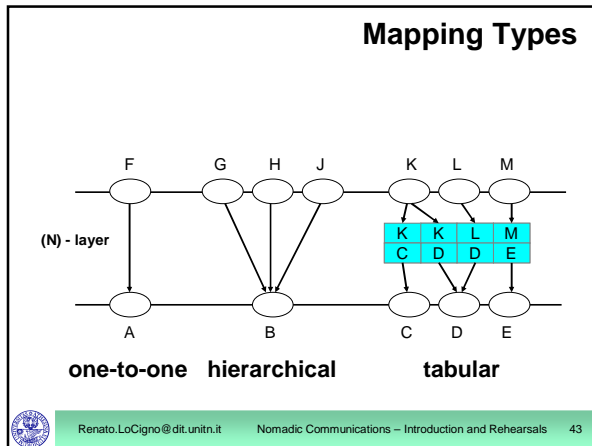 Mapping Types
F G H J K L M
(N) - layer
K K L M
C D D E
A B C D E
one-to-one hierarchical tabular
Renato.LoCigno@dit.unitn.it Nomadic Communications – Introduction and Rehearsals 43